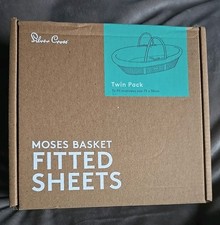 Silver Cross
Twin Pack
MOSES BASKET
FITTED
SHEETS